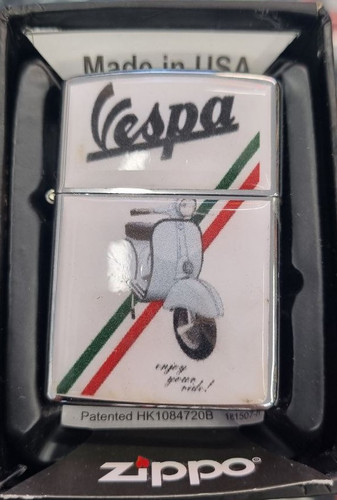 Made in USA
Vespa
enjoy
your
ride!
Patented HK1084720B
zippo